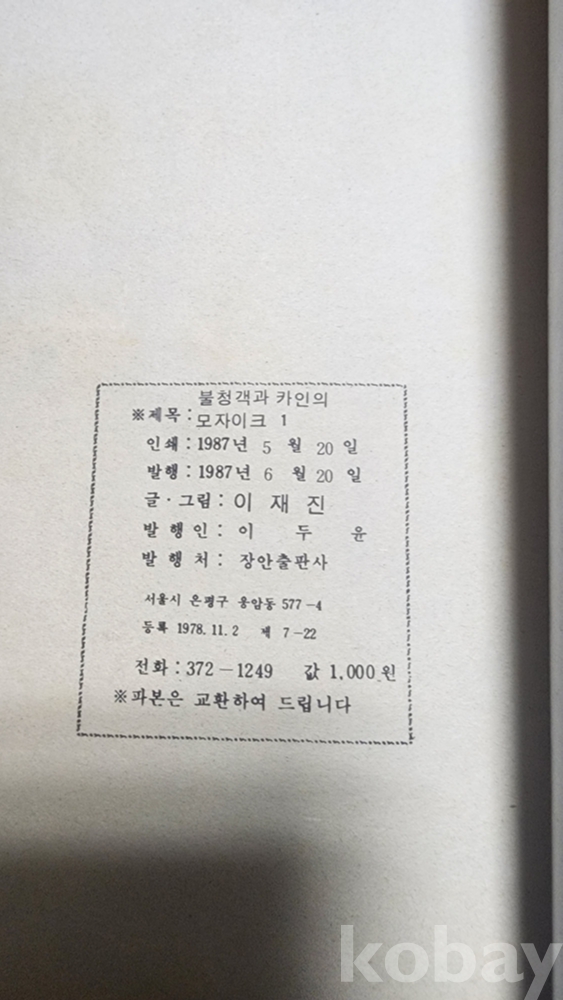 불청객과 카인의
※제목 : 모자이크 1
인쇄 : 1987년 5 월 20 일
발행 : 1987년 6 월 20 일
글·그림 : 이 재 진
발 행 인 : 이 두 윤
발 행 처 : 장안출판사
서울시 은평구 응암동 577-4
등록 1978. 11. 2 제 7-22
전화 : 372-1249 값 1,000원
※파본은 교환하여 드립니다
kobay